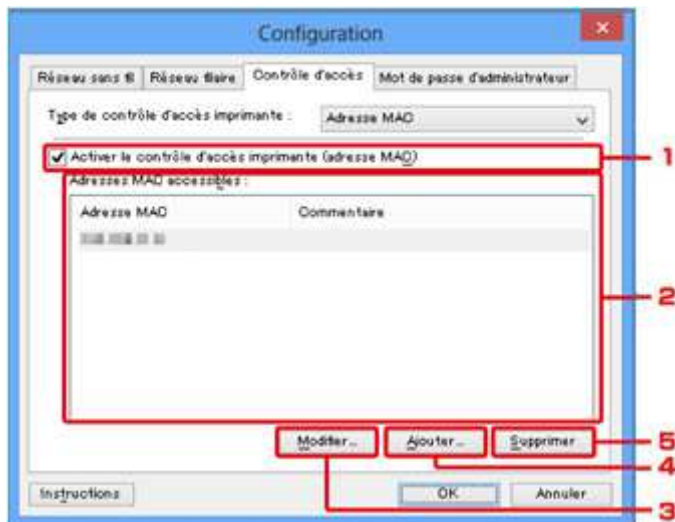 Configuration
Réseau sans fil Réseau filaire Contrôle d'accès Mot de passe d'administrateur
Type de contrôle d'accès imprimante : Adresse MAC
Activer le contrôle d'accès imprimante (adresse MAC) 1
Adresses MAC accessibles :
Adresse MAC Commentaire
2
Modifier... Ajouter... Supprimer 5
4
Instructions OK Annuler
3